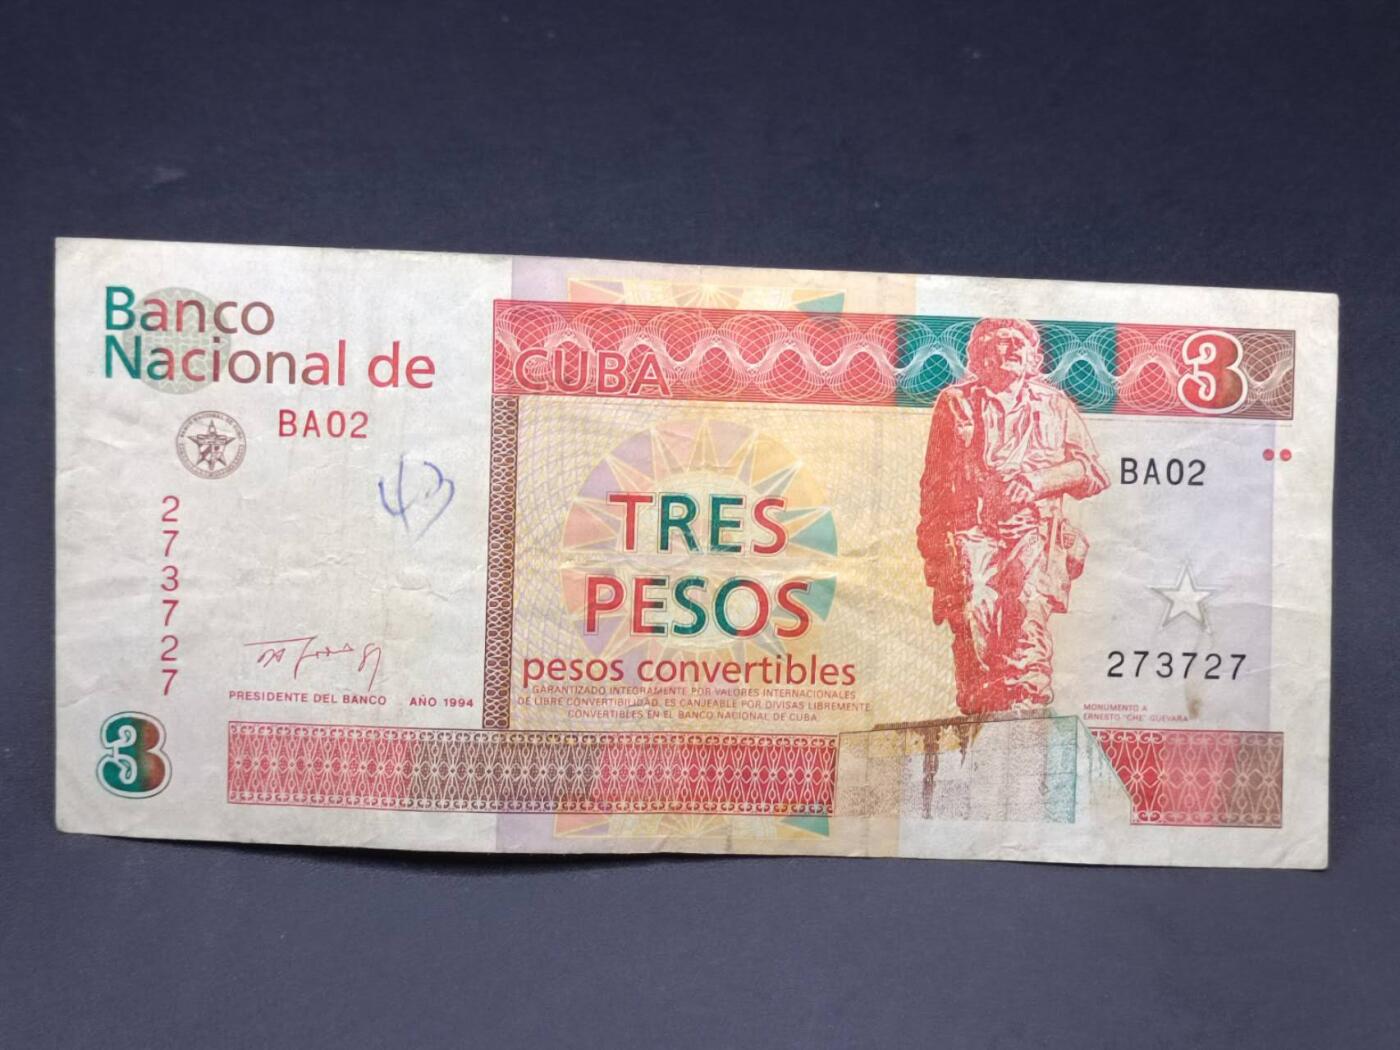 Banco
Nacional de
CUBA
3
BA02
BA02
43
2
7
3
7
2
7
TRES
PESOS
pesos convertibles
GARANTIZADO INTEGRAMENTE POR VALORES INTERNACIONALES
DE LIBRE CONVERTIBILIDAD, ES CANJEABLE POR DIVISAS LIBREMENTE
CONVERTIBLES EN EL BANCO NACIONAL DE CUBA
273727
PRESIDENTE DEL BANCO AÑO 1994
MONUMENTO A
ERNESTO "CHE" GUEVARA
3